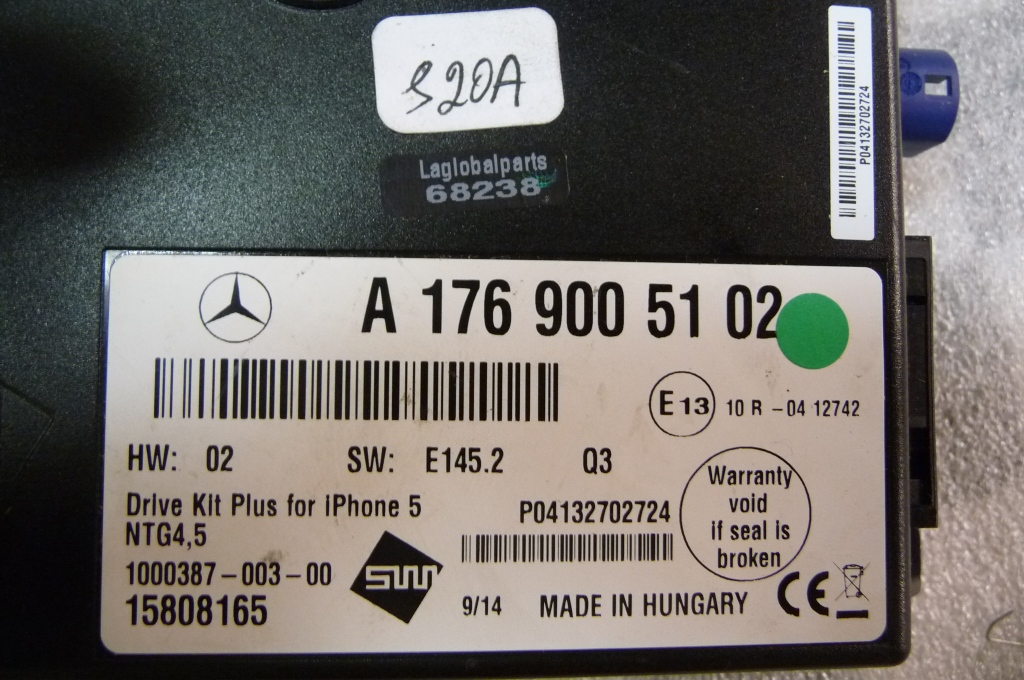 S20A
Laglobalparts
68238
P04132702724
A 176 900 51 02
E 13 10 R - 04 12742
HW: 02 SW: E145.2 Q3
Drive Kit Plus for iPhone 5
NTG4,5
P04132702724
Warranty
void
if seal is
broken
1000387-003-00
15808165
SW
9/14 MADE IN HUNGARY
CE